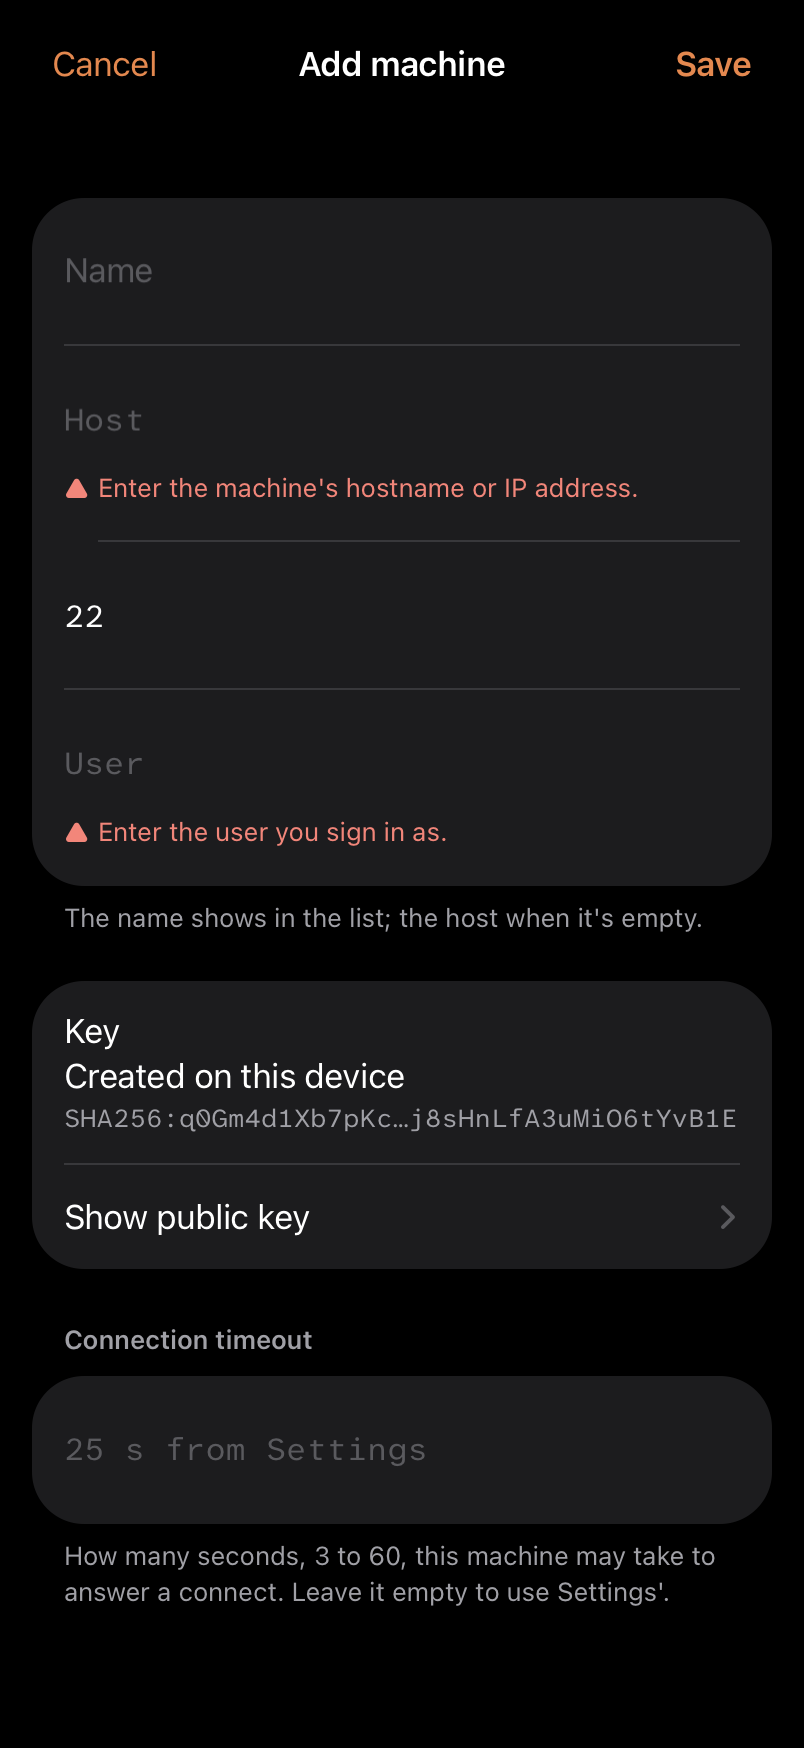 Cancel
Add machine
Save
Name
Host
Enter the machine's hostname or IP address.
22
User
Enter the user you sign in as.
The name shows in the list; the host when it's empty.
Key
Created on this device
SHA256:q0Gm4d1Xb7pKc…j8sHnLfA3uMiO6tYvB1E
Show public key
Connection timeout
25 s from Settings
How many seconds, 3 to 60, this machine may take to
answer a connect. Leave it empty to use Settings'.